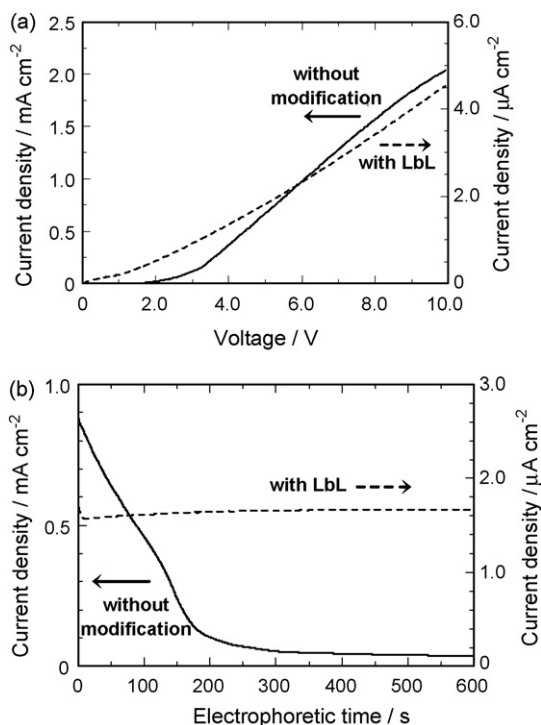 (a)
2.5
2.0
1.5
1.0
0.5
0
Current density / mA cm-2
6.0
4.0
2.0
0
Current density / μA cm-2
without
modification
with LbL
0
2.0
4.0
6.0
8.0
10.0
Voltage / V
(b)
1.0
0.5
0
Current density / mA cm-2
3.0
2.0
1.0
0
Current density / μA cm-2
with LbL
without
modification
0
100
200
300
400
500
600
Electrophoretic time / s